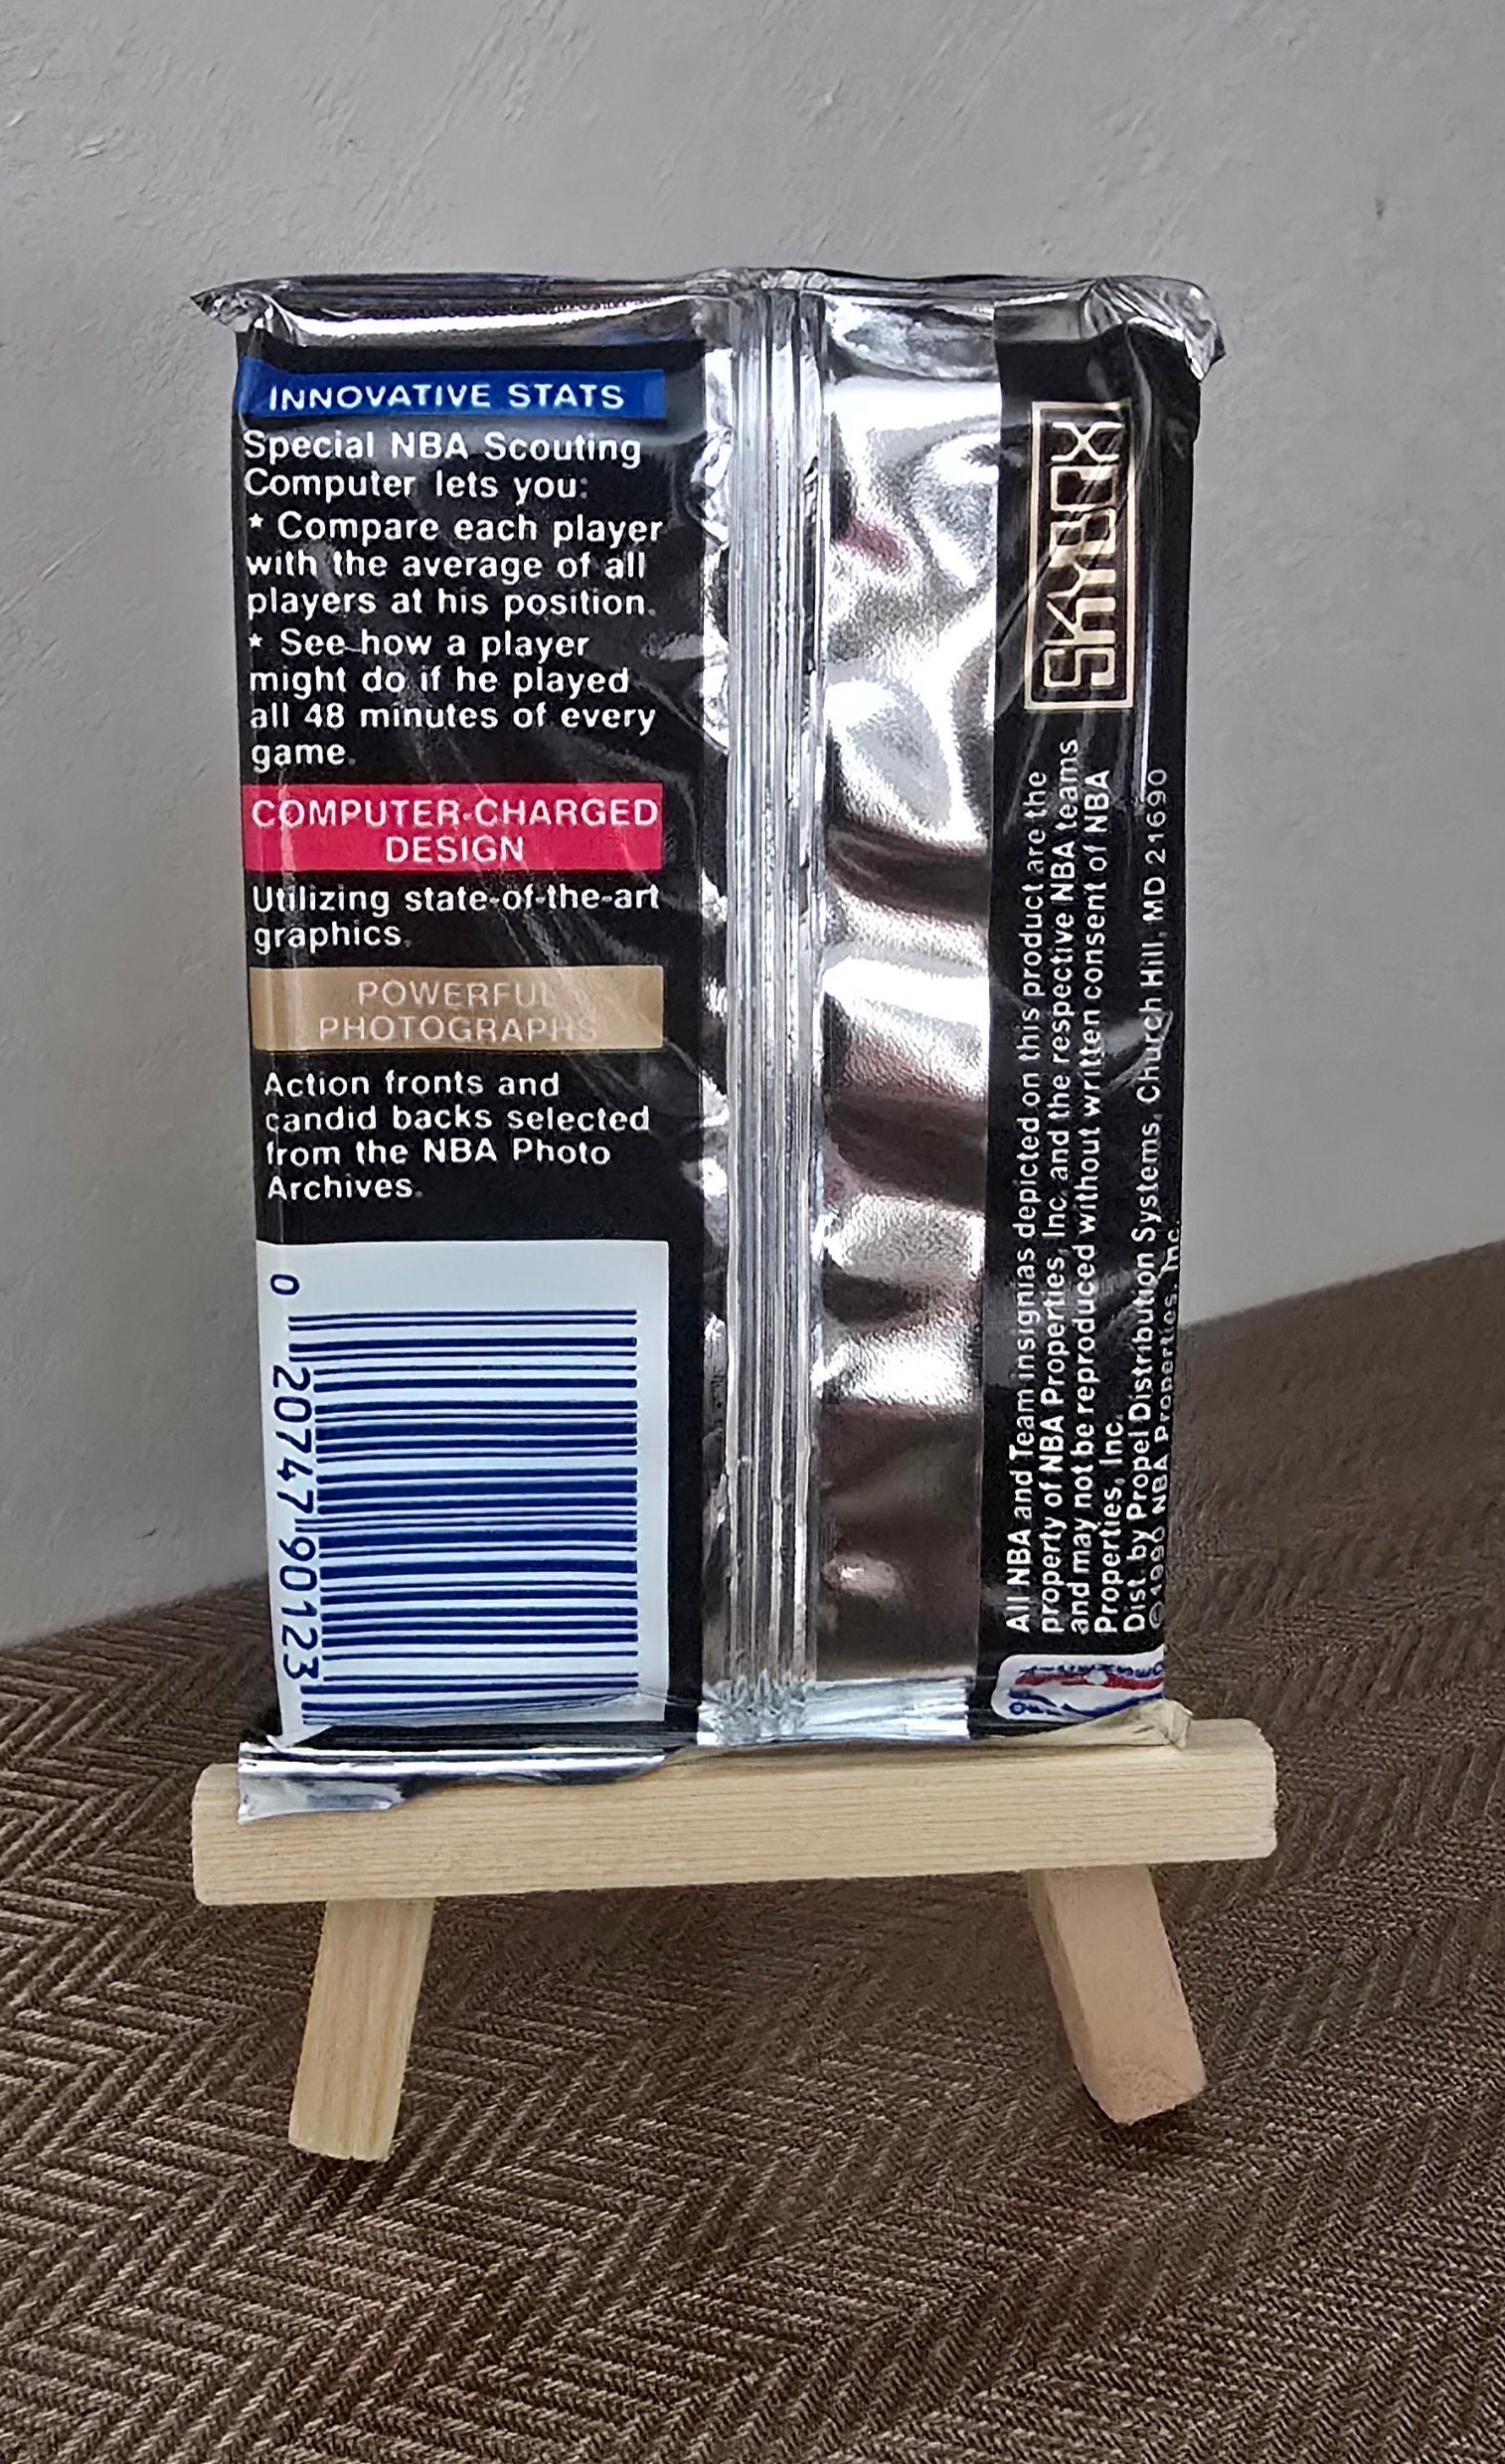 INNOVATIVE STATS
Special NBA Scouting
Computer lets you:
* Compare each player
with the average of all
players at his position.
* See how a player
might do if he played
all 48 minutes of every
game.
COMPUTER-CHARGED
DESIGN
Utilizing state-of-the-art
graphics.
POWERFUL
PHOTOGRAPHS
Action fronts and
candid backs selected
from the NBA Photo
Archives.
0 20747 90123
SKYBOX
All NBA and Team insignias depicted on this product are the
property of NBA Properties, Inc. and the respective NBA teams
and may not be reproduced without written consent of NBA
Properties, Inc.
Dist. by Propel Distribution Systems, Church Hill, MD 21690
©1990 NBA Properties, Inc.